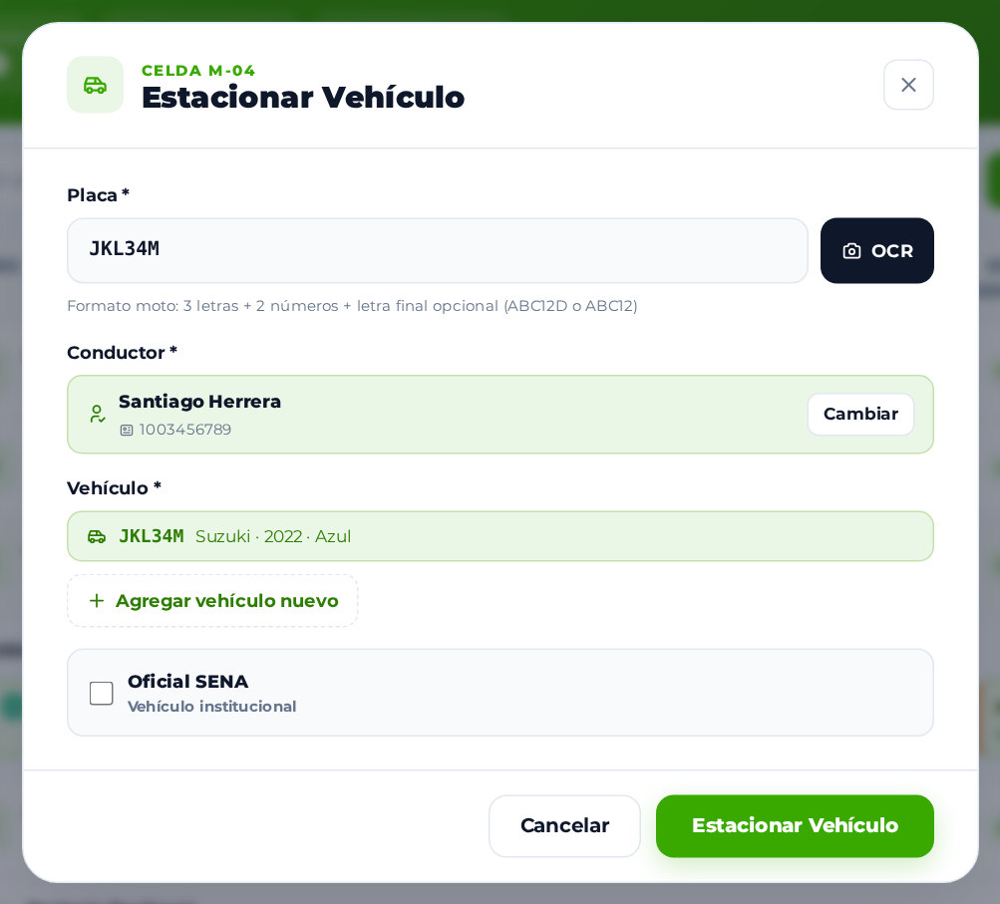 CELDA M-04
Estacionar Vehículo
Placa *
JKL34M
OCR
Formato moto: 3 letras + 2 números + letra final opcional (ABC12D o ABC12)
Conductor *
Santiago Herrera
1003456789
Cambiar
Vehículo *
JKL34M Suzuki · 2022 · Azul
+ Agregar vehículo nuevo
Oficial SENA
Vehículo institucional
Cancelar
Estacionar Vehículo